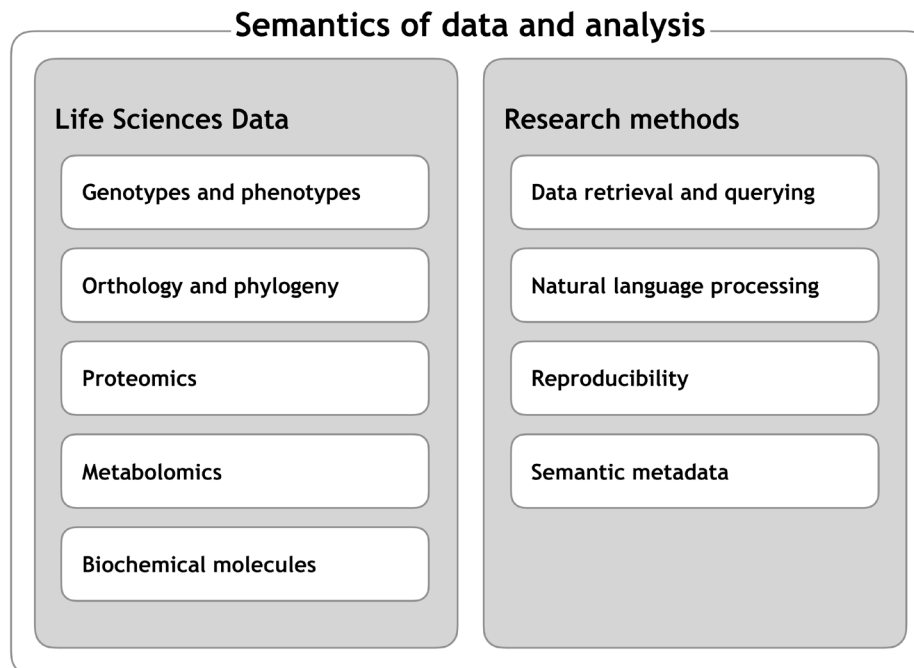 Semantics of data and analysis
Life Sciences Data
Genotypes and phenotypes
Orthology and phylogeny
Proteomics
Metabolomics
Biochemical molecules
Research methods
Data retrieval and querying
Natural language processing
Reproducibility
Semantic metadata